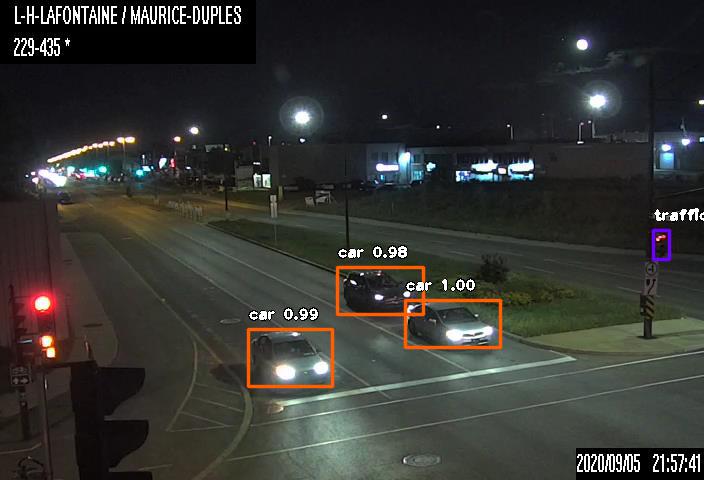 L-H-LAFONTAINE / MAURICE-DUPLES
229-435 *
traffic
car 0.98
car 1.00
car 0.99
2020/09/05 21:57:41